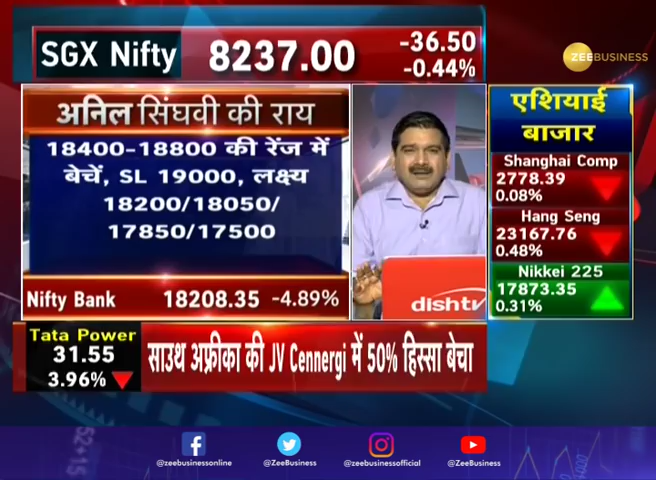 SGX Nifty 8237.00 -36.50
-0.44%
ZEEBUSINESS
अनिल सिंघवी की राय
18400-18800 की रेंज में
बेचें, SL 19000, लक्ष्य
18200/18050/
17850/17500
Nifty Bank 18208.35 -4.89%
dishtv
एशियाई
बाजार
Shanghai Comp
2778.39
0.08%
Hang Seng
23167.76
0.48%
Nikkei 225
17873.35
0.31%
Tata Power
31.55
3.96%
साउथ अफ्रीका की JV Cennergi में 50% हिस्सा बेचा
@zeebusinessonline
@ZeeBusiness
@zeebusinessofficial
@ZeeBusiness